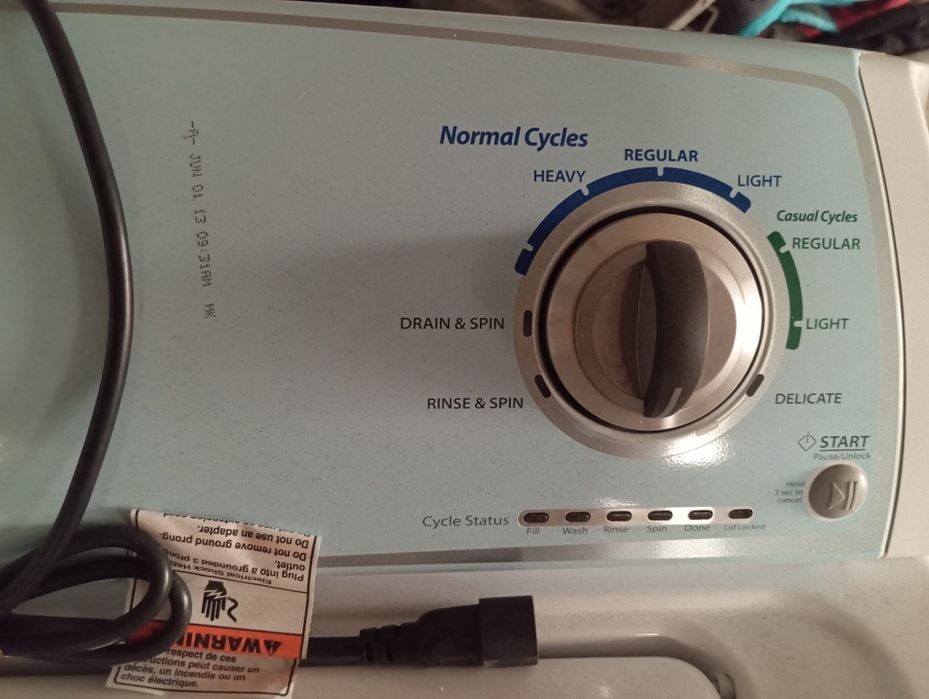 -A- JUN 01 13 09:31AM MK
Normal Cycles
HEAVY
REGULAR
LIGHT
Casual Cycles
REGULAR
LIGHT
DRAIN & SPIN
RINSE & SPIN
DELICATE
START
Pause/Unlock
Hold
3 sec to
cancel
Cycle Status
Fill
Wash
Rinse
Spin
Done
Lid Locked
WARNIN
Electrical Shock Haza
Plug into a grounded 3 prong
outlet.
Do not remove ground prong.
Do not use an adapter.
respect de ces
tructions peut causer un
décès, un incendie ou un
choc électrique.